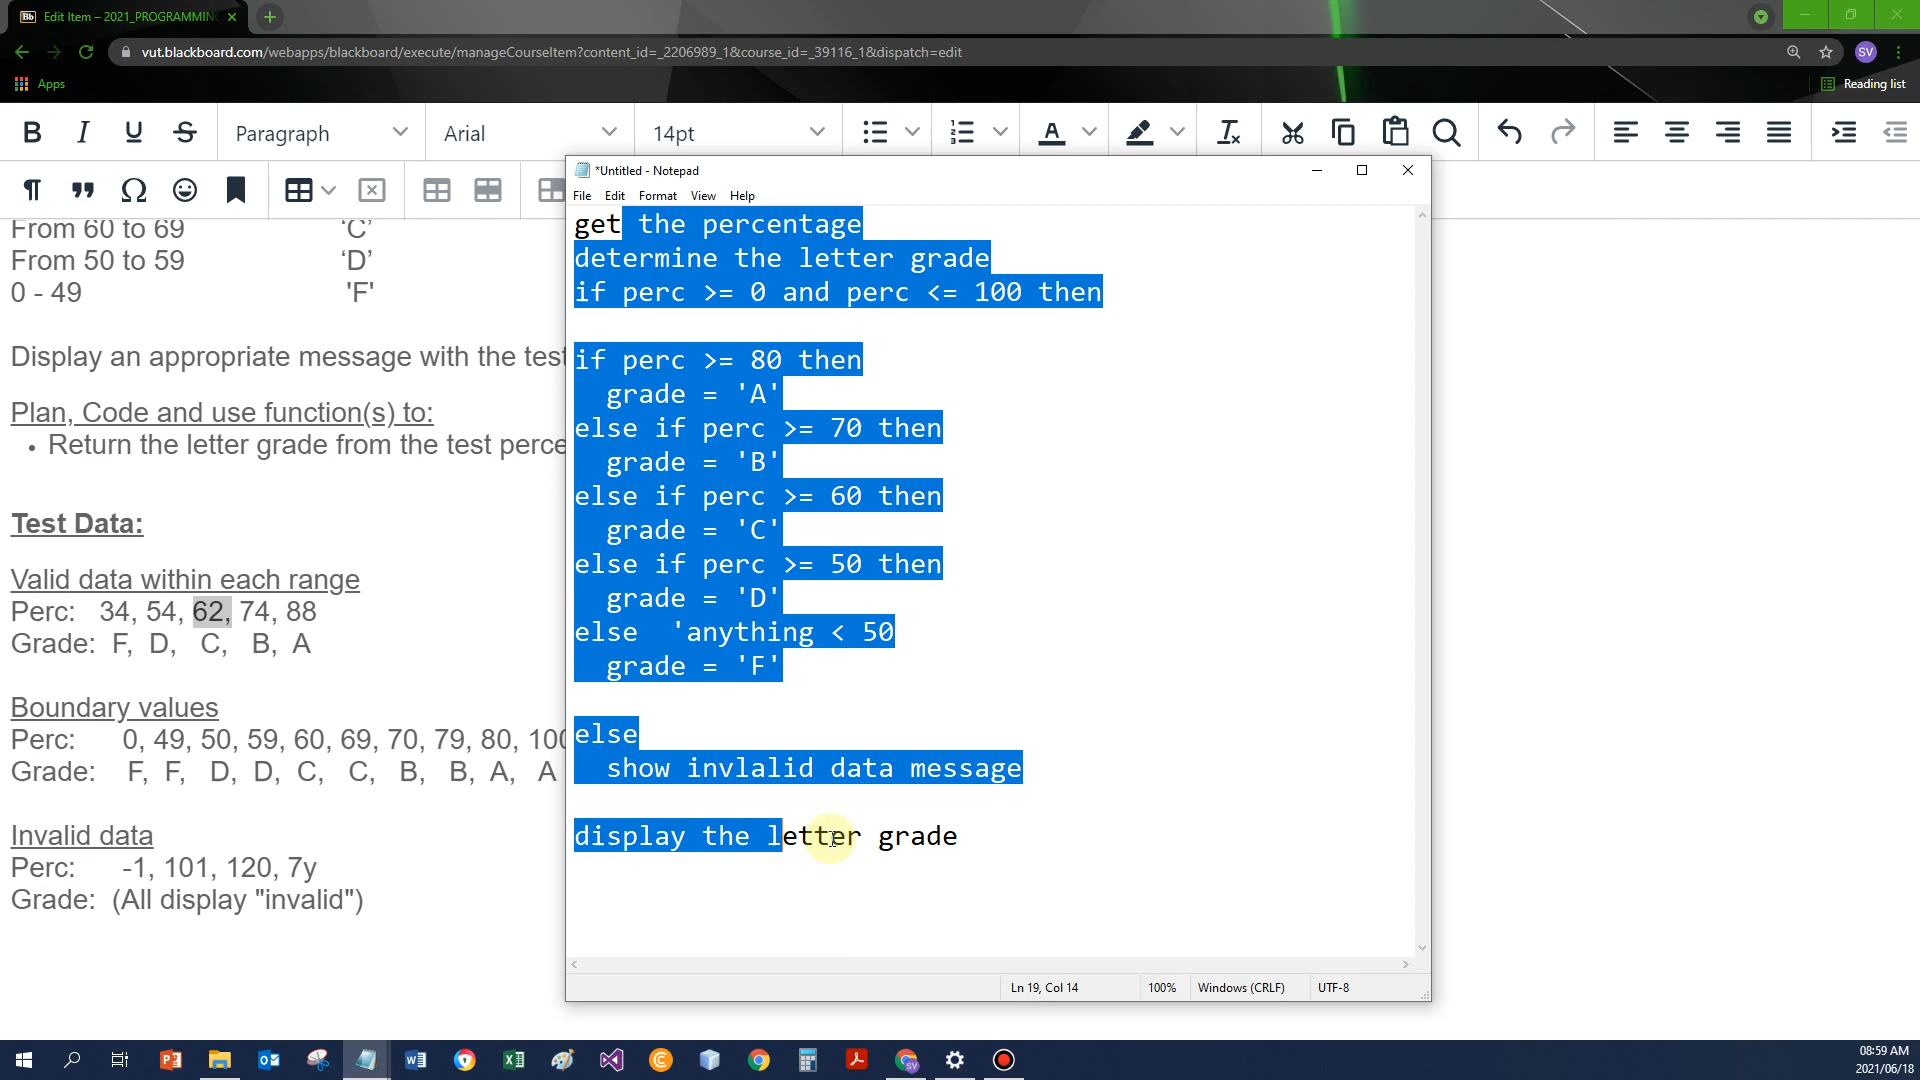 Edit Item – 2021_PROGRAMMING
vut.blackboard.com/webapps/blackboard/execute/manageCourseItem?content_id=_2206989_1&course_id=_39116_1&dispatch=edit
SV
Apps
Reading list
Paragraph
Arial
14pt
From 60 to 69 ‘C’
From 50 to 59 ‘D’
0 - 49 'F'
Display an appropriate message with the test
Plan, Code and use function(s) to:
• Return the letter grade from the test perce
Test Data:
Valid data within each range
Perc: 34, 54, 62, 74, 88
Grade: F, D, C, B, A
Boundary values
Perc: 0, 49, 50, 59, 60, 69, 70, 79, 80, 100
Grade: F, F, D, D, C, C, B, B, A, A
Invalid data
Perc: -1, 101, 120, 7y
Grade: (All display "invalid")
*Untitled - Notepad
File Edit Format View Help
get the percentage
determine the letter grade
if perc >= 0 and perc <= 100 then
if perc >= 80 then
grade = 'A'
else if perc >= 70 then
grade = 'B'
else if perc >= 60 then
grade = 'C'
else if perc >= 50 then
grade = 'D'
else 'anything < 50
grade = 'F'
else
show invlalid data message
display the letter grade
Ln 19, Col 14 100% Windows (CRLF) UTF-8
08:59 AM
2021/06/18